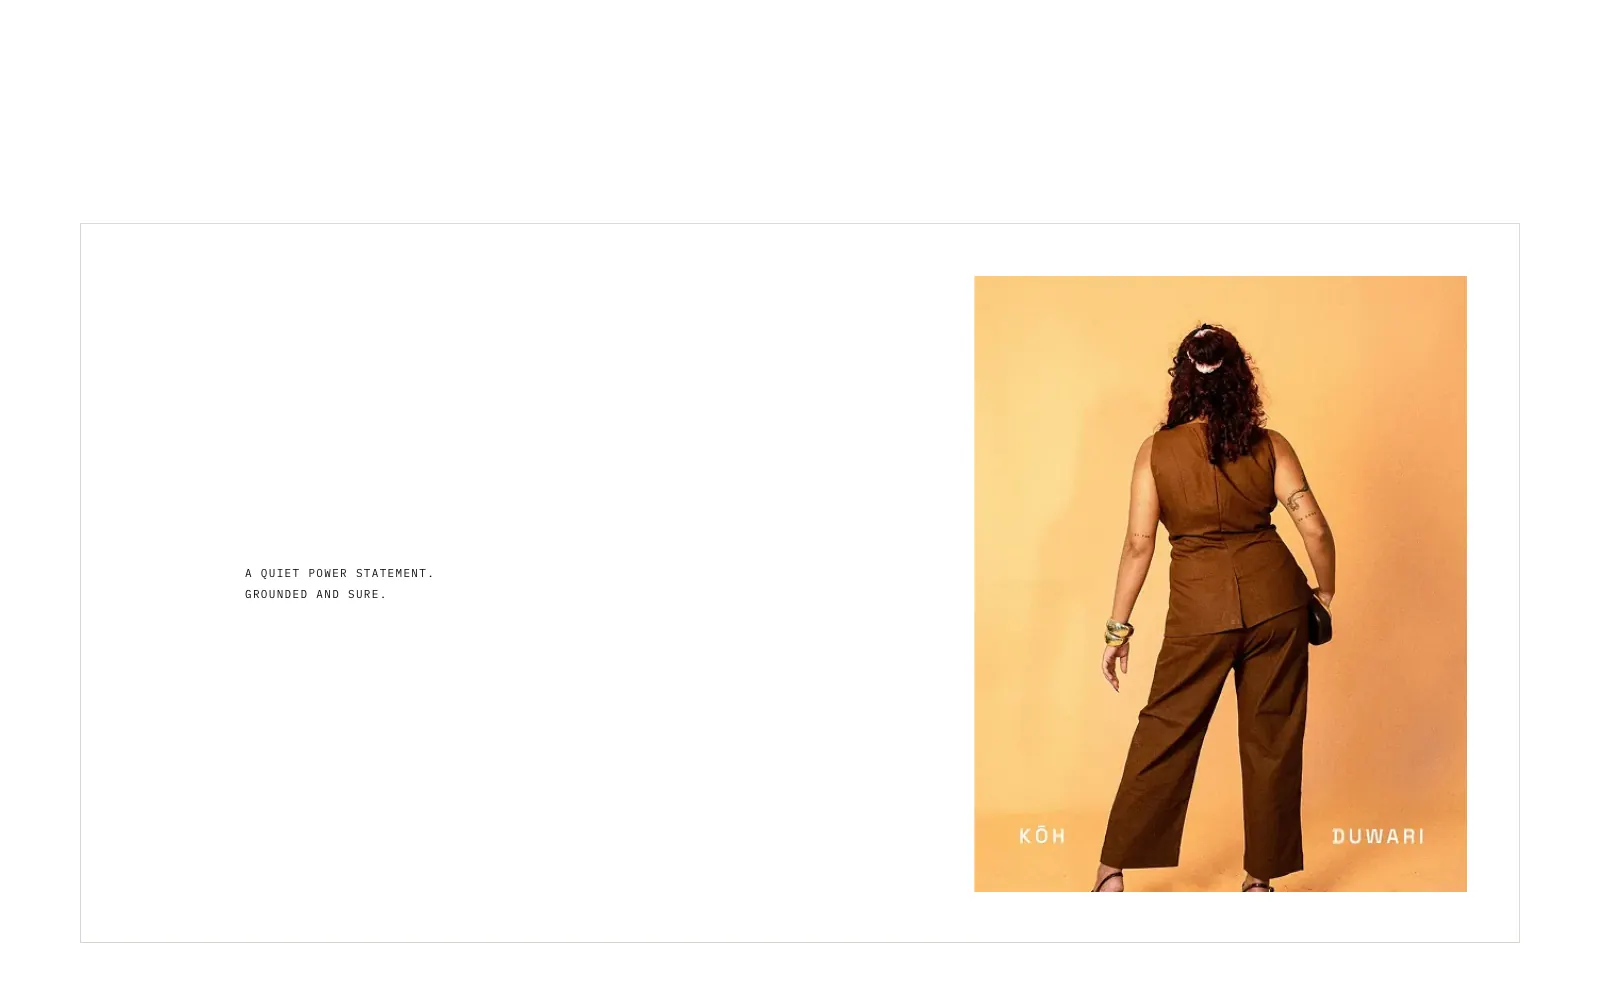 A QUIET POWER STATEMENT.
GROUNDED AND SURE.
KŌH DUWARI